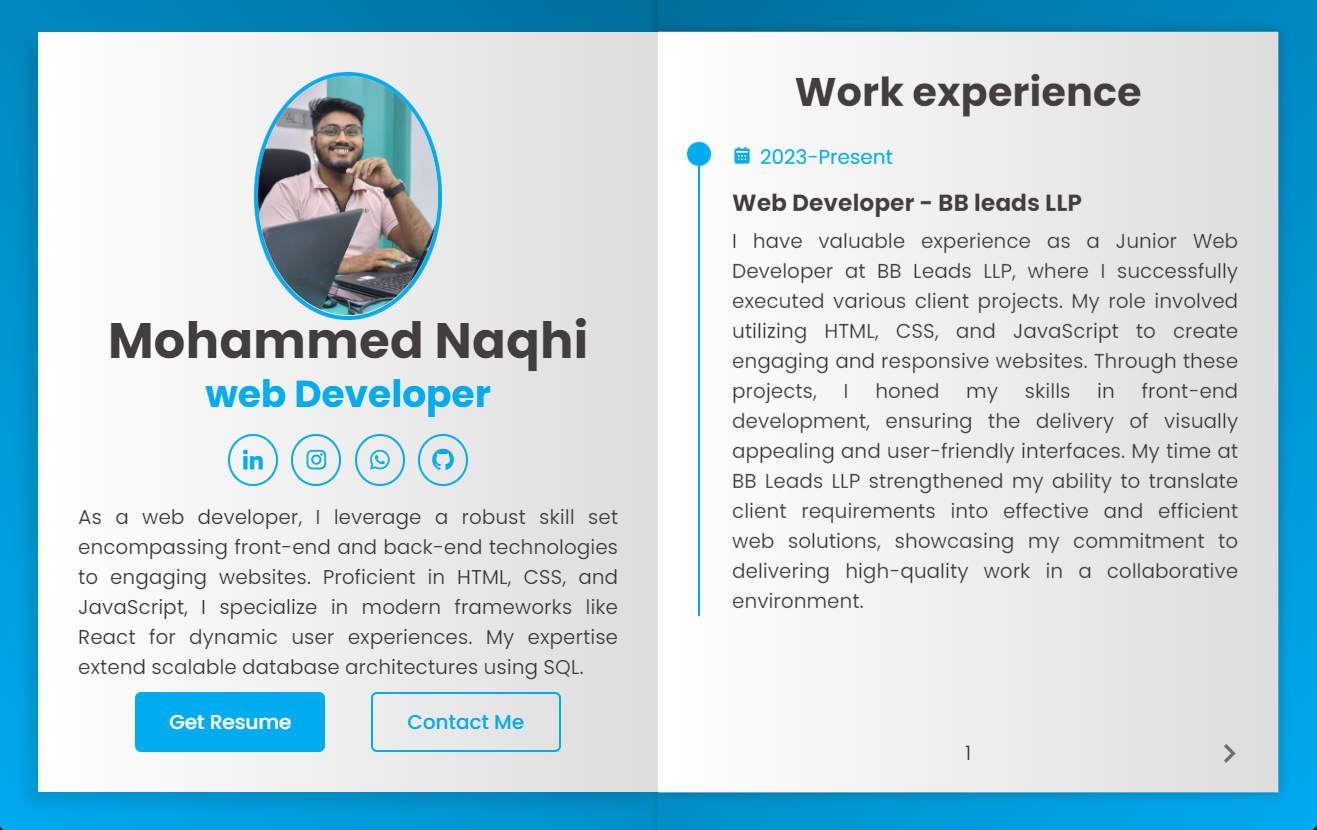 Mohammed Naqhi
web Developer
in
As a web developer, I leverage a robust skill set
encompassing front-end and back-end technologies
to engaging websites. Proficient in HTML, CSS, and
JavaScript, I specialize in modern frameworks like
React for dynamic user experiences. My expertise
extend scalable database architectures using SQL.
Get Resume
Contact Me
Work experience
2023-Present
Web Developer - BB leads LLP
I have valuable experience as a Junior Web
Developer at BB Leads LLP, where I successfully
executed various client projects. My role involved
utilizing HTML, CSS, and JavaScript to create
engaging and responsive websites. Through these
projects, I honed my skills in front-end
development, ensuring the delivery of visually
appealing and user-friendly interfaces. My time at
BB Leads LLP strengthened my ability to translate
client requirements into effective and efficient
web solutions, showcasing my commitment to
delivering high-quality work in a collaborative
environment.
1